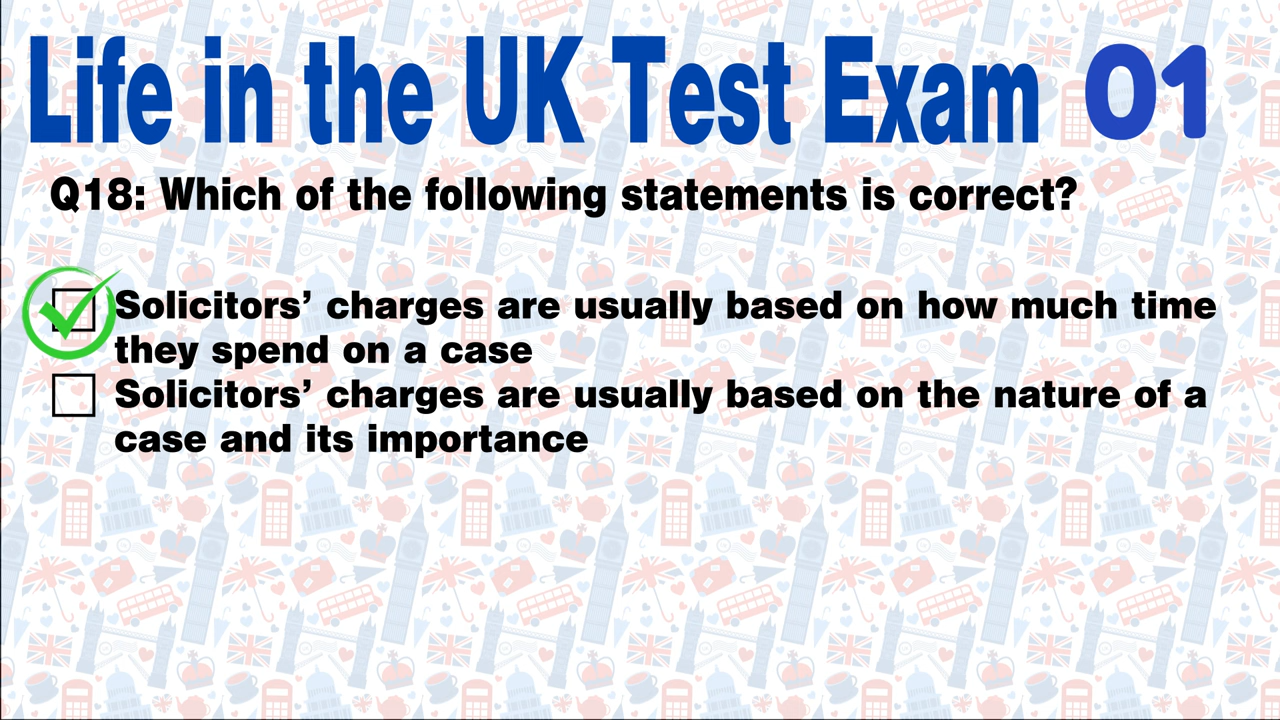 Life in the UK Test Exam 01
Q18: Which of the following statements is correct?
Solicitors’ charges are usually based on how much time
they spend on a case
Solicitors’ charges are usually based on the nature of a
case and its importance